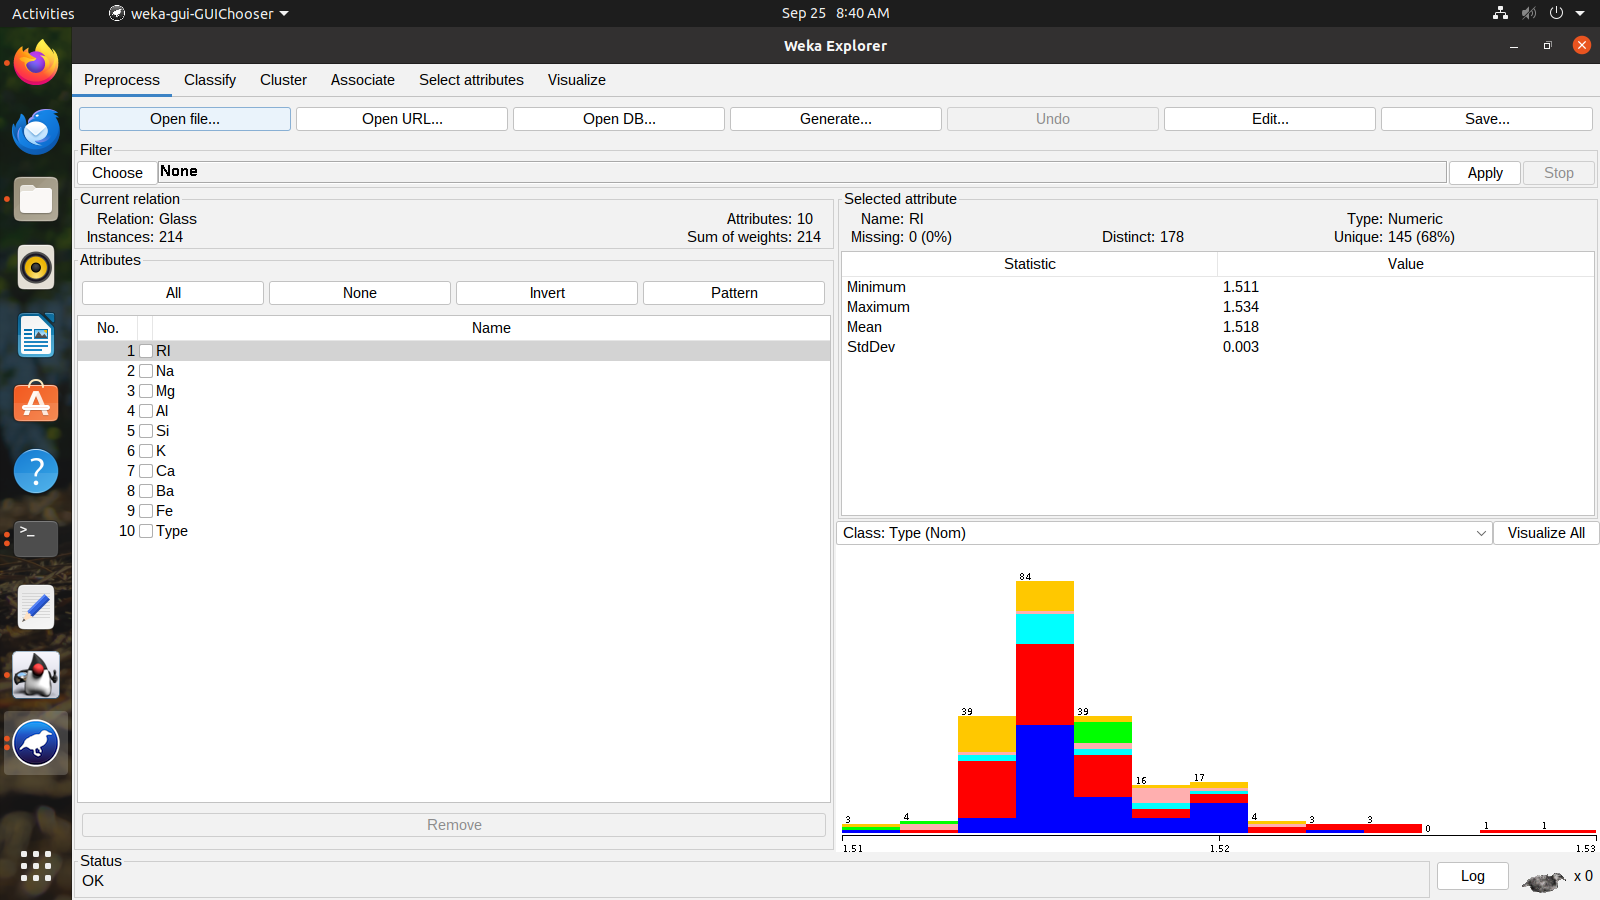 Activities weka-gui-GUIChooser Sep 25 8:40 AM
Weka Explorer
Preprocess Classify Cluster Associate Select attributes Visualize
Open file... Open URL... Open DB... Generate... Undo Edit... Save...
Filter
Choose None Apply Stop
Current relation
Relation: Glass Attributes: 10
Instances: 214 Sum of weights: 214
Attributes
All None Invert Pattern
No. Name
1 RI
2 Na
3 Mg
4 Al
5 Si
6 K
7 Ca
8 Ba
9 Fe
10 Type
Remove
Selected attribute
Name: RI Type: Numeric
Missing: 0 (0%) Distinct: 178 Unique: 145 (68%)
Statistic Value
Minimum 1.511
Maximum 1.534
Mean 1.518
StdDev 0.003
Class: Type (Nom) Visualize All
84
39 39
16 17
3 4 4 3 3 0 1 1
1.51 1.52 1.53
Status
OK
Log x 0